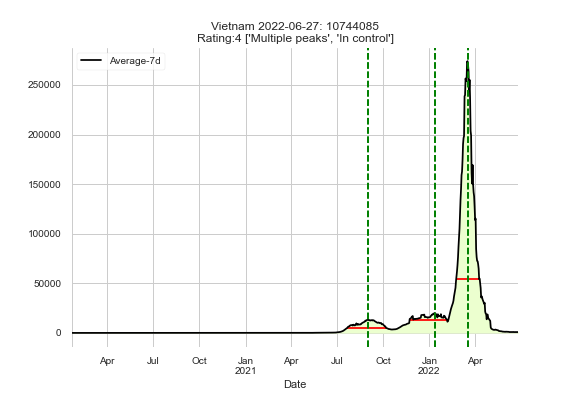 Vietnam 2022-06-27: 10744085
Rating:4 ['Multiple peaks', 'In control']
Average-7d
250000
200000
150000
100000
50000
0
Apr Jul Oct Jan Apr Jul Oct Jan Apr
2021 2022
Date